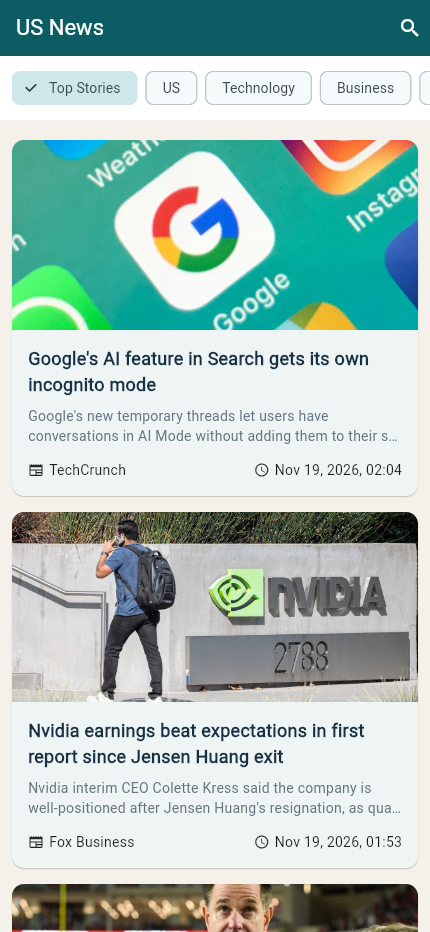 US News
Top Stories
US
Technology
Business
Weath
Instagr
n
Google
Google's AI feature in Search gets its own
incognito mode
Google's new temporary threads let users have
conversations in AI Mode without adding them to their s…
TechCrunch
Nov 19, 2026, 02:04
NVIDIA
2788
Nvidia earnings beat expectations in first
report since Jensen Huang exit
Nvidia interim CEO Colette Kress said the company is
well-positioned after Jensen Huang's resignation, as qua…
Fox Business
Nov 19, 2026, 01:53